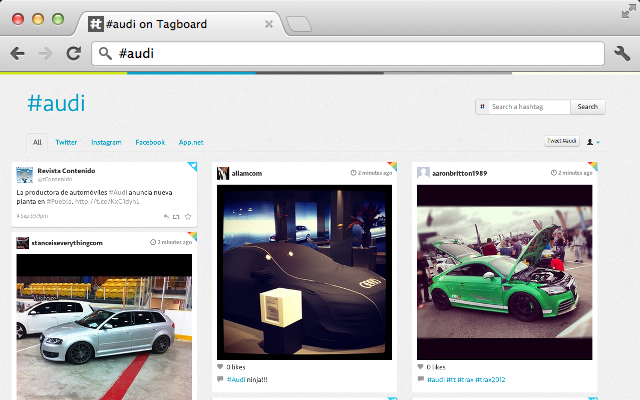 #audi on Tagboard
#audi
#audi
# Search a hashtag Search
All Twitter Instagram Facebook App.net
Tweet #audi
Revista Contenido
@rContenido
La productora de automóviles #Audi anuncia nueva
planta en #Puebla. http://t.co/KxC1dyhL
4 Sep 3:59pm
stanceiseverythingcom 2 minutes ago
allamcom 2 minutes ago
0 likes
#Audi ninja!!!
aaronbritton1989 2 minutes ago
0 likes
#audi #tt #trax #trax2012